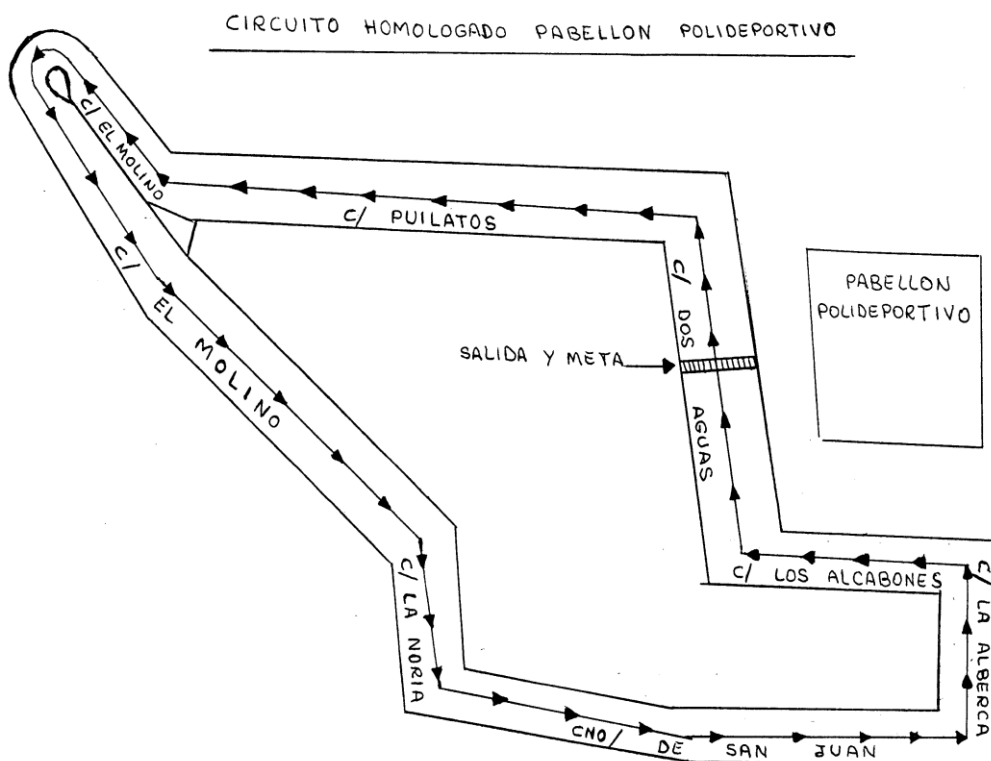 CIRCUITO HOMOLOGADO PABELLON POLIDEPORTIVO
C/ EL MOLINO
C/ PUILATOS
C/ DOS AGUAS
PABELLON
POLIDEPORTIVO
SALIDA Y META
C/ EL MOLINO
C/ LOS ALCABONES
C/ LA ALBERCA
C/ LA NORIA
CNO/ DE SAN JUAN